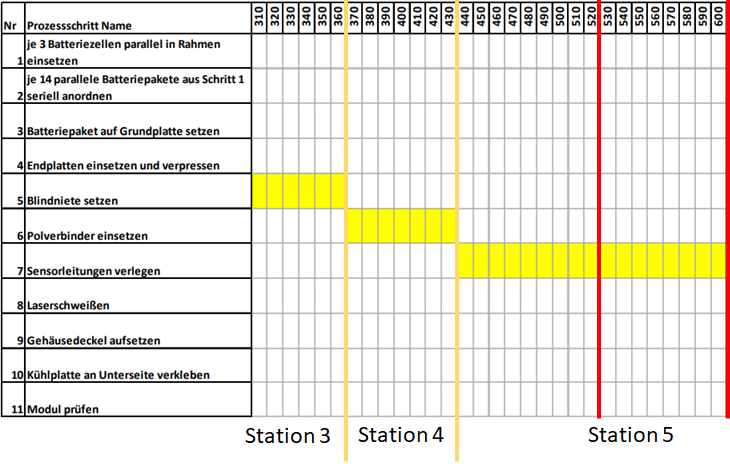 Nr Prozessschritt Name 310 320 330 340 350 360 370 380 390 400 410 420 430 440 450 460 470 480 490 500 510 520 530 540 550 560 570 580 590 600
je 3 Batteriezellen parallel in Rahmen
1 einsetzen
je 14 parallele Batteriepakete aus Schritt 1
2 seriell anordnen
3 Batteriepaket auf Grundplatte setzen
4 Endplatten einsetzen und verpressen
5 Blindniete setzen
6 Polverbinder einsetzen
7 Sensorleitungen verlegen
8 Laserschweißen
9 Gehäusedeckel aufsetzen
10 Kühlplatte an Unterseite verkleben
11 Modul prüfen
Station 3 Station 4 Station 5